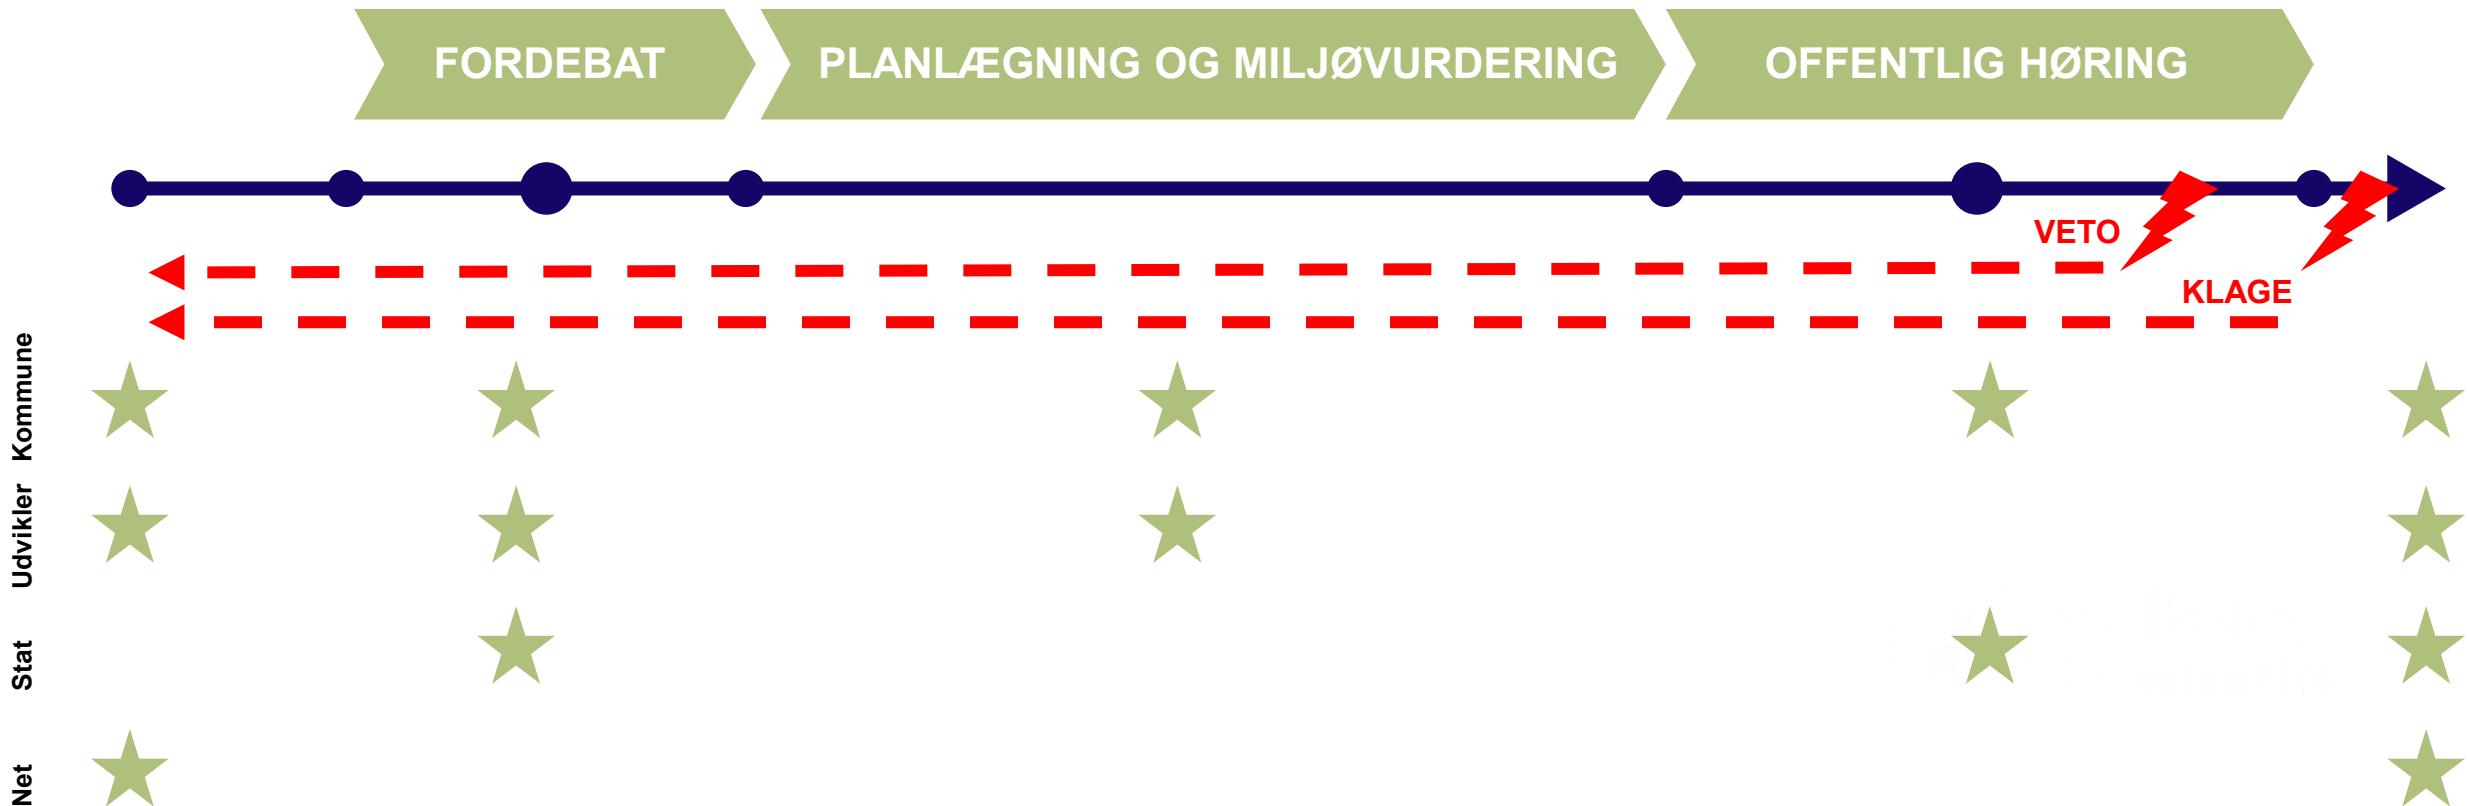 FORDEBAT
PLANLÆGNING OG MILJØVURDERING
OFFENTLIG HØRING
VETO
KLAGE
Kommune
Udvikler
Stat
Net